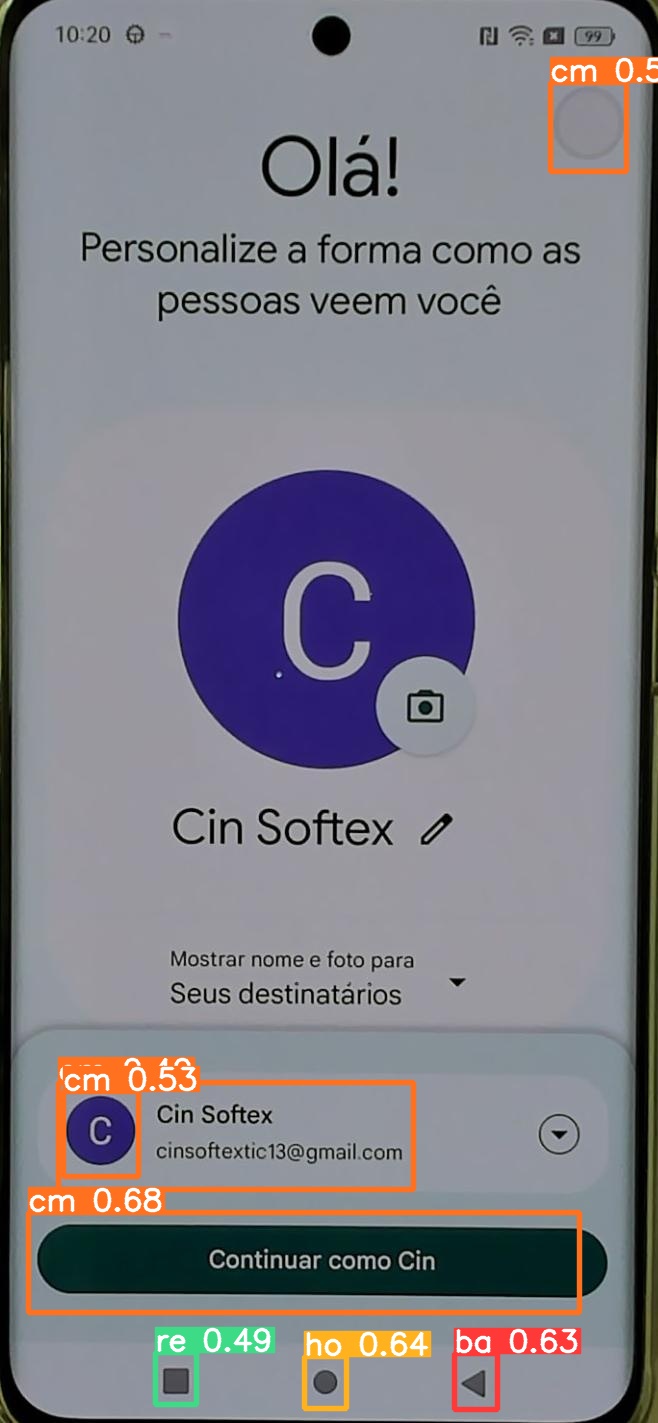 10:20
99
cm 0.5
Olá!
Personalize a forma como as
pessoas veem você
C
Cin Softex
Mostrar nome e foto para
Seus destinatários
cm 0.53
C
Cin Softex
cinsoftextic13@gmail.com
cm 0.68
Continuar como Cin
re 0.49
ho 0.64
ba 0.63